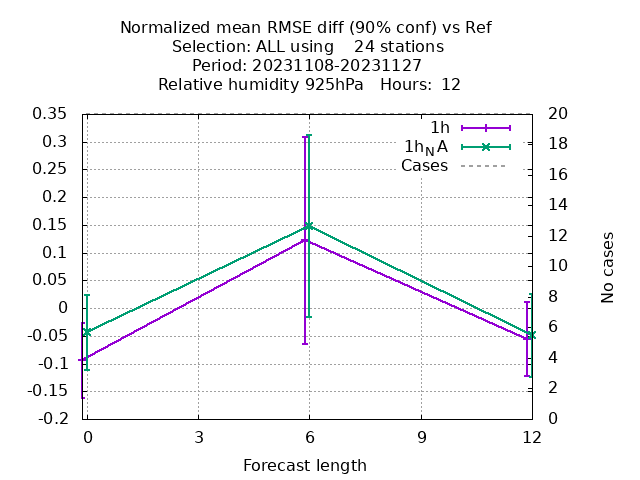 Normalized mean RMSE diff (90% conf) vs Ref
Selection: ALL using    24 stations
Period: 20231108-20231127
Relative humidity 925hPa   Hours:  12
0.35
0.3
0.25
0.2
0.15
0.1
0.05
0
-0.05
-0.1
-0.15
-0.2
1h
1hNA
Cases
20
18
16
14
12
10
8
6
4
2
0
No cases
0 3 6 9 12
Forecast length